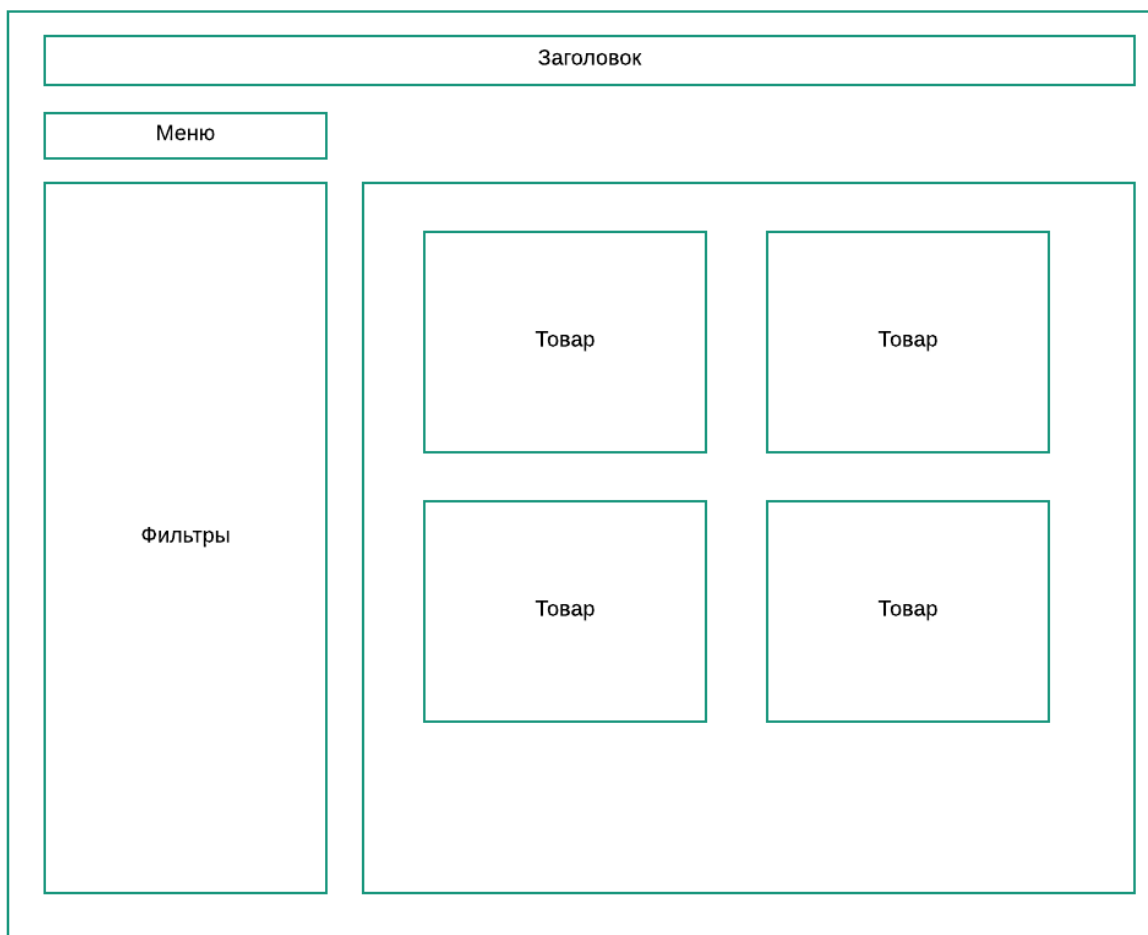 Заголовок
Меню
Фильтры
Товар
Товар
Товар
Товар